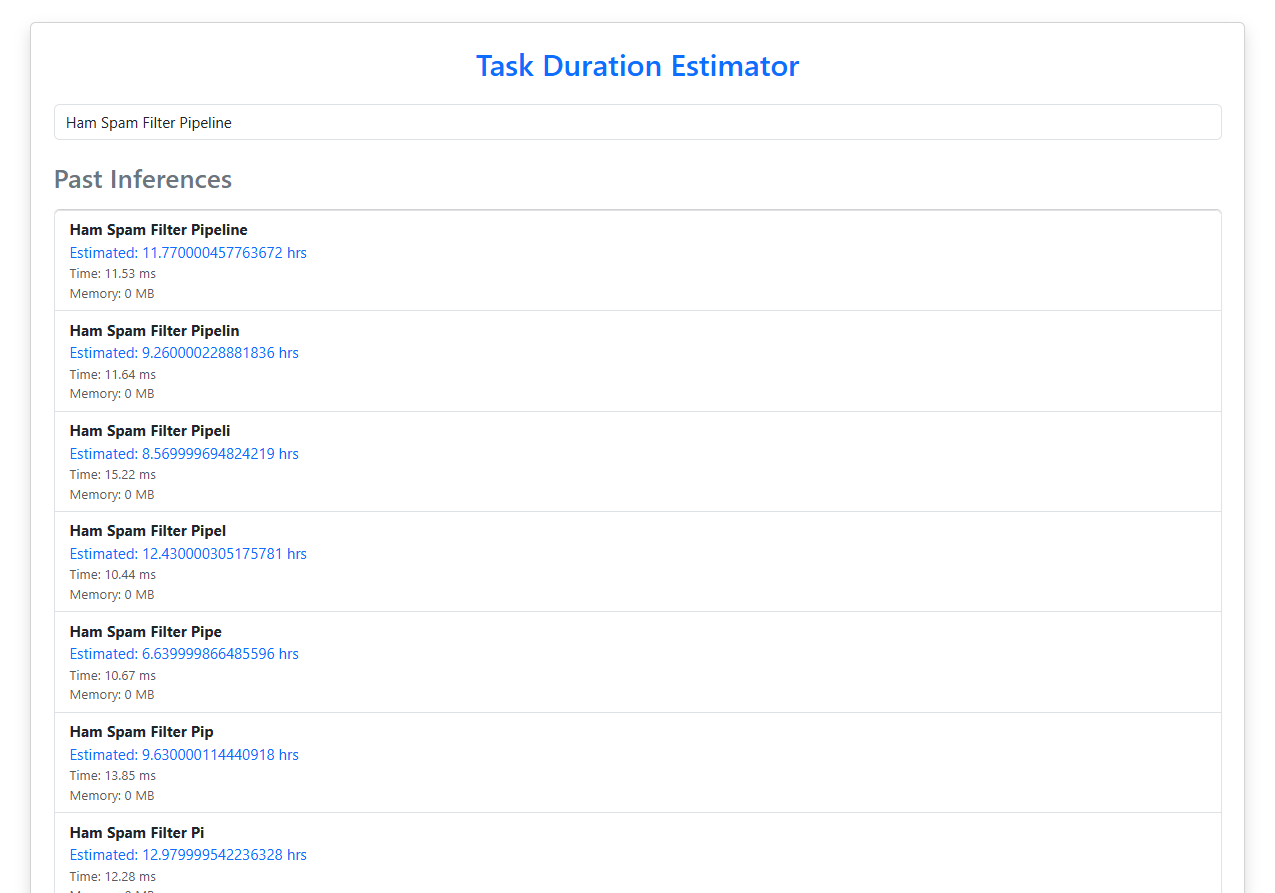 Task Duration Estimator
Ham Spam Filter Pipeline
Past Inferences
Ham Spam Filter Pipeline
Estimated: 11.770000457763672 hrs
Time: 11.53 ms
Memory: 0 MB
Ham Spam Filter Pipelin
Estimated: 9.260000228881836 hrs
Time: 11.64 ms
Memory: 0 MB
Ham Spam Filter Pipeli
Estimated: 8.569999694824219 hrs
Time: 15.22 ms
Memory: 0 MB
Ham Spam Filter Pipel
Estimated: 12.430000305175781 hrs
Time: 10.44 ms
Memory: 0 MB
Ham Spam Filter Pipe
Estimated: 6.639999866485596 hrs
Time: 10.67 ms
Memory: 0 MB
Ham Spam Filter Pip
Estimated: 9.630000114440918 hrs
Time: 13.85 ms
Memory: 0 MB
Ham Spam Filter Pi
Estimated: 12.979999542236328 hrs
Time: 12.28 ms